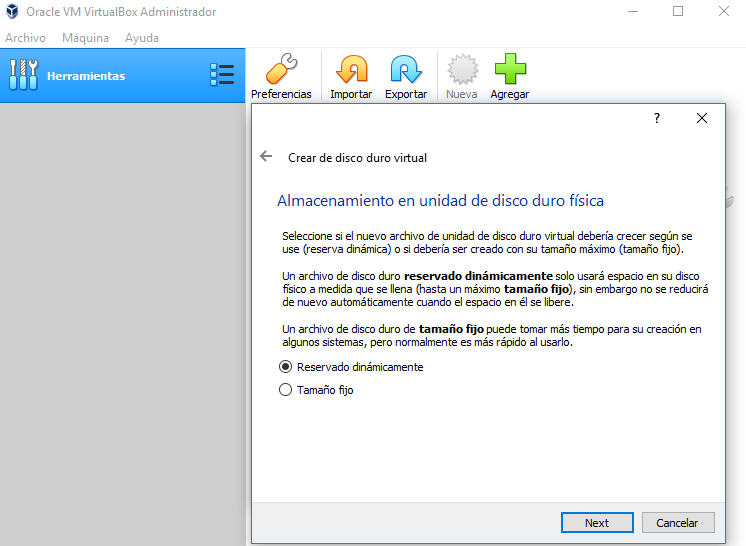 Oracle VM VirtualBox Administrador
Archivo Máquina Ayuda
Herramientas
Preferencias Importar Exportar Nueva Agregar
?
Crear de disco duro virtual
Almacenamiento en unidad de disco duro física
Seleccione si el nuevo archivo de unidad de disco duro virtual debería crecer según se
use (reserva dinámica) o si debería ser creado con su tamaño máximo (tamaño fijo).
Un archivo de disco duro reservado dinámicamente solo usará espacio en su disco
físico a medida que se llena (hasta un máximo tamaño fijo), sin embargo no se reducirá
de nuevo automáticamente cuando el espacio en él se libere.
Un archivo de disco duro de tamaño fijo puede tomar más tiempo para su creación en
algunos sistemas, pero normalmente es más rápido al usarlo.
Reservado dinámicamente
Tamaño fijo
Next Cancelar